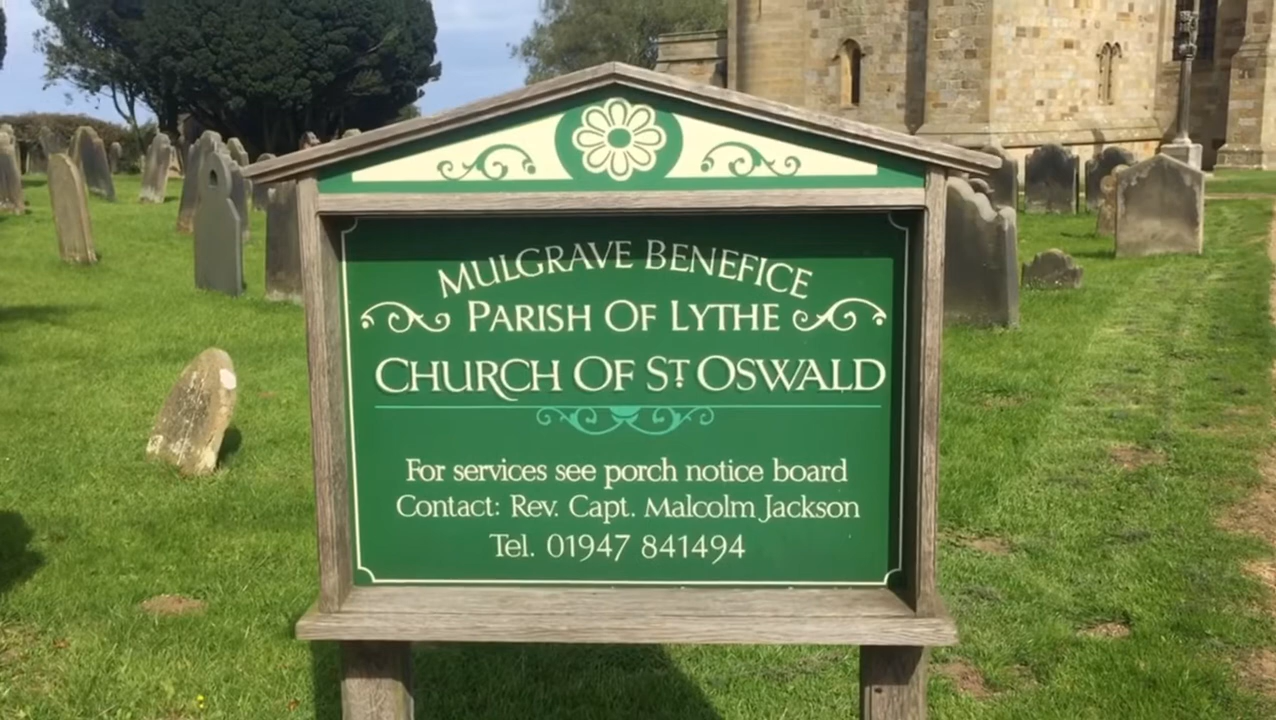 MULGRAVE BENEFICE
PARISH OF LYTHE
CHURCH OF ST. OSWALD
For services see porch notice board
Contact: Rev. Capt. Malcolm Jackson
Tel. 01947 841494